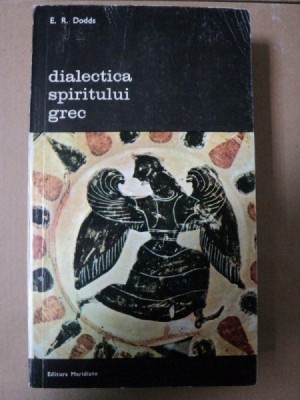 E. R. Dodds
dialectica
spiritului
grec
Editura Meridiane